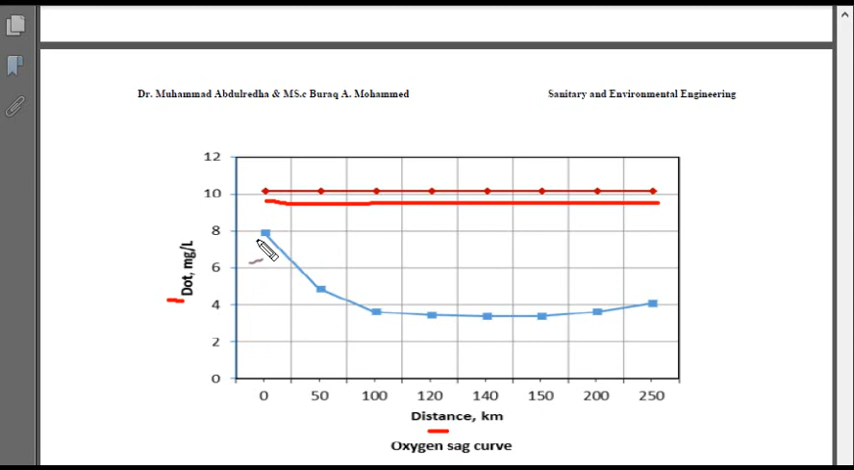 Dr. Muhammad Abdulredha & MS.c Buraq A. Mohammed Sanitary and Environmental Engineering
12
10
8
6
4
2
0
Dot, mg/L
0 50 100 120 140 150 200 250
Distance, km
Oxygen sag curve